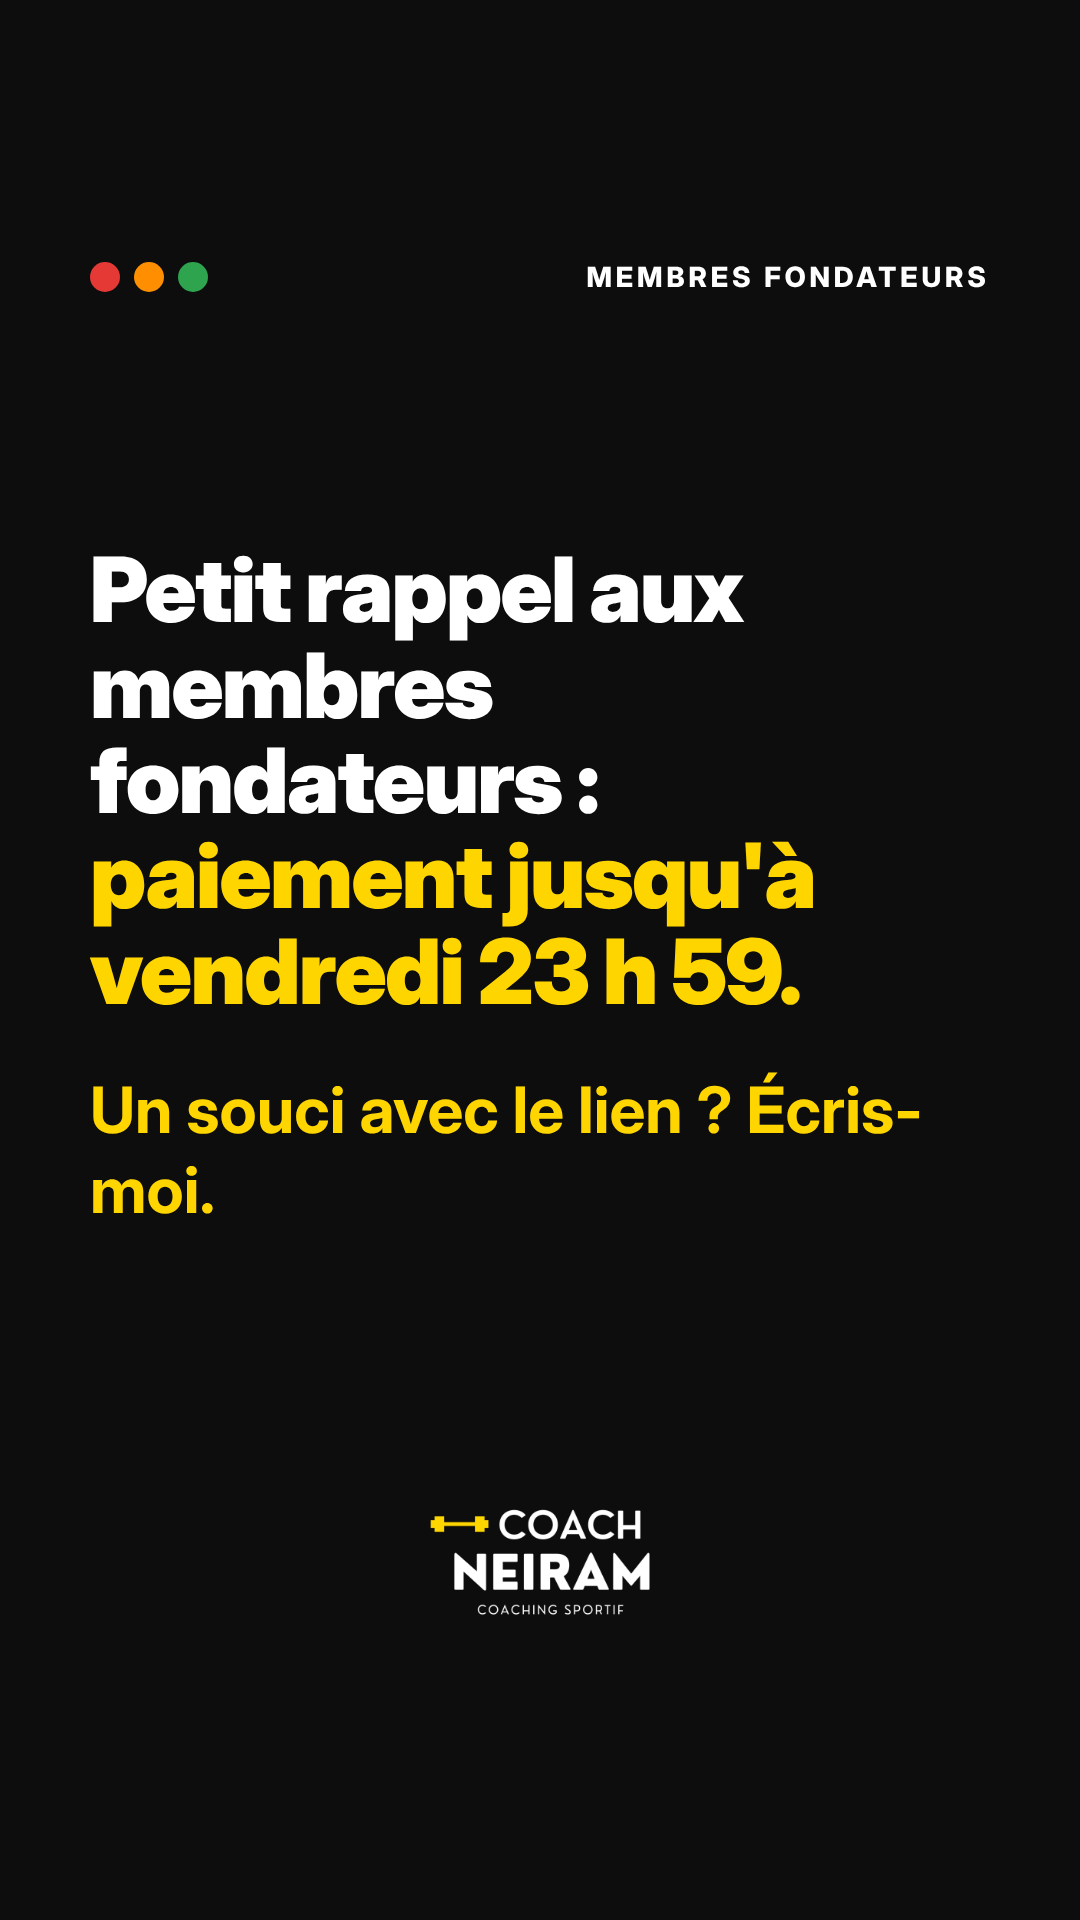 MEMBRES FONDATEURS
Petit rappel aux
membres
fondateurs :
paiement jusqu'à
vendredi 23 h 59.
Un souci avec le lien ? Écris-
moi.
COACH
NEIRAM
COACHING SPORTIF